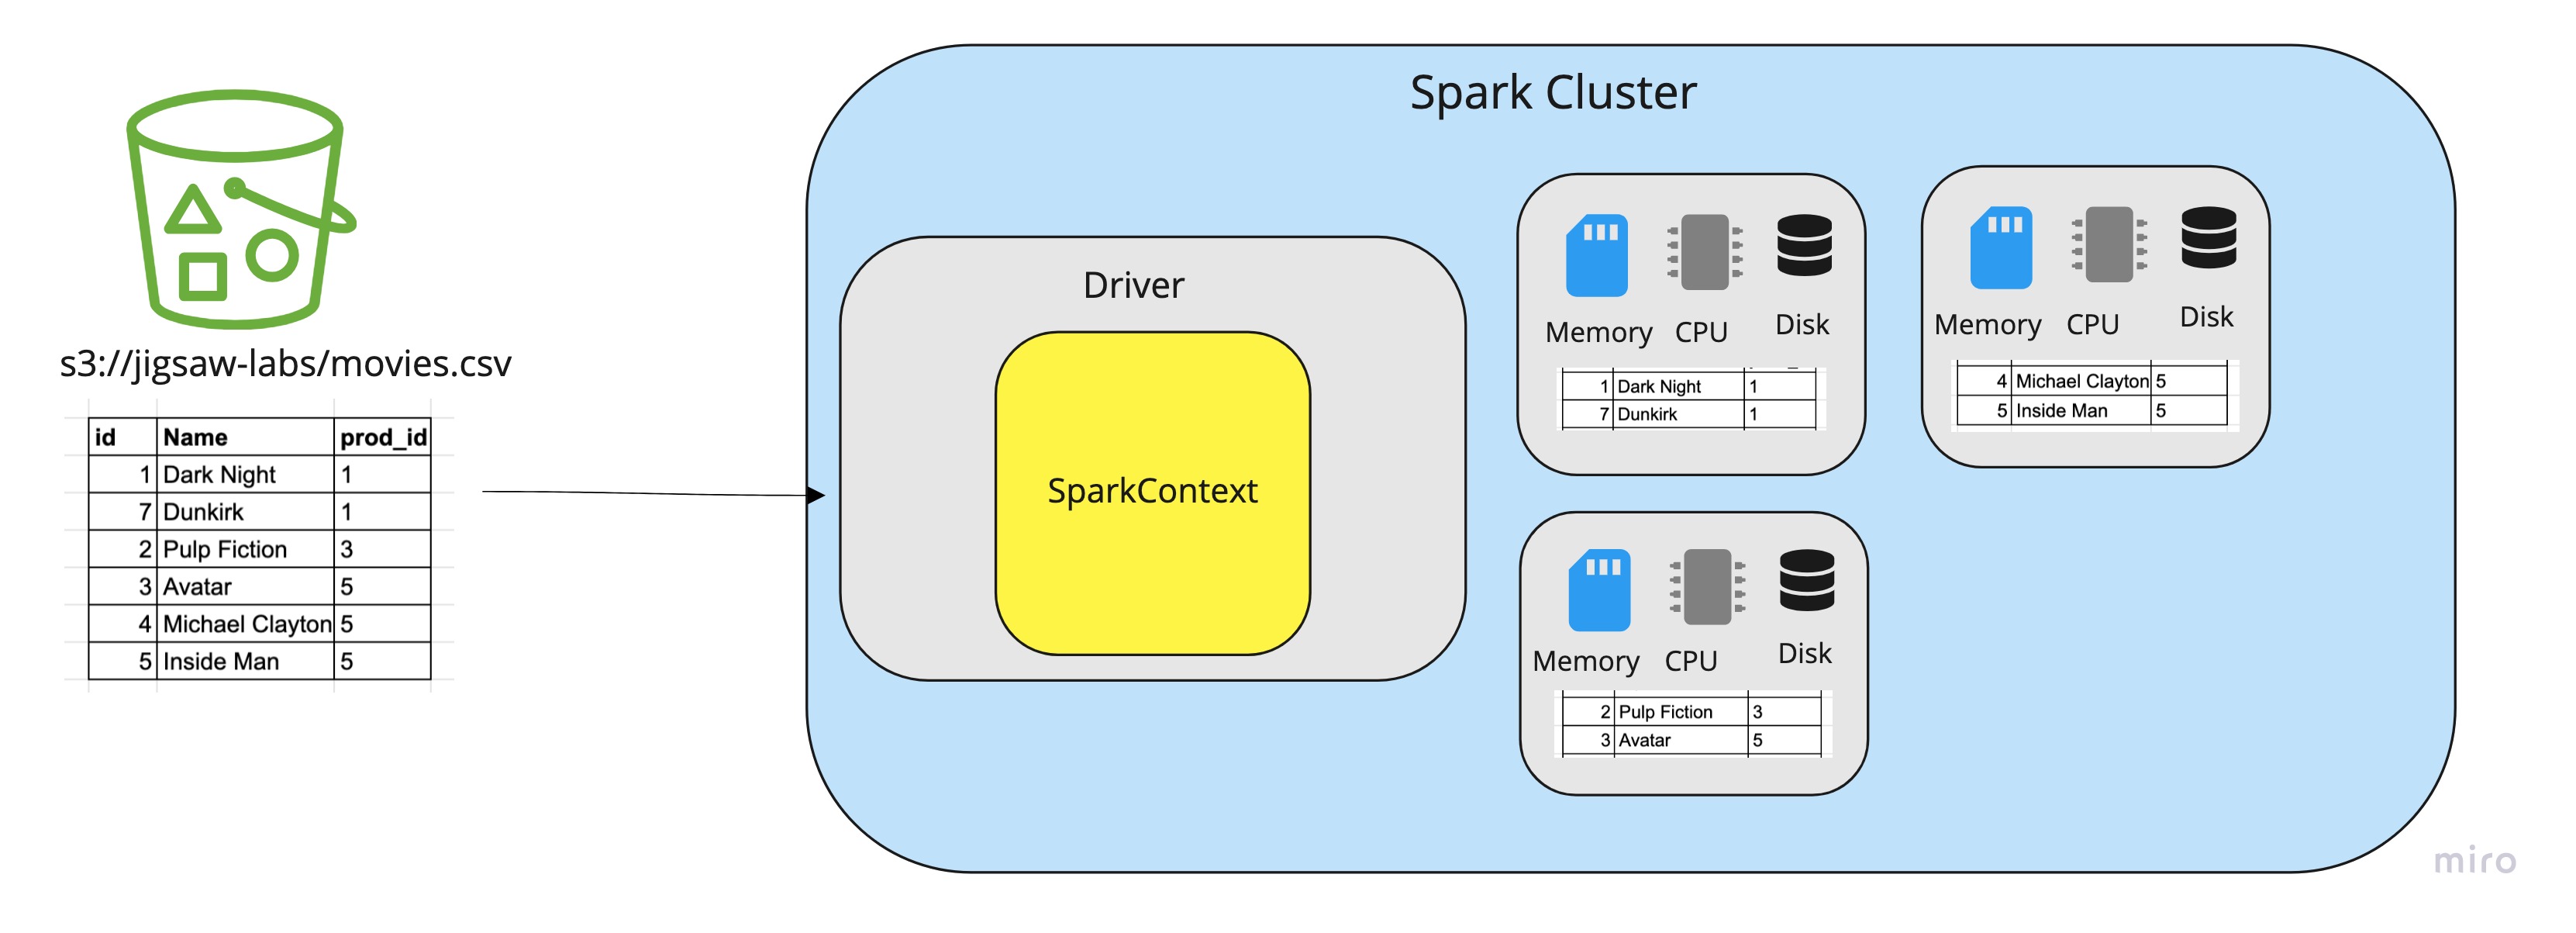 Spark Cluster
s3://jigsaw-labs/movies.csv
id Name prod_id
1 Dark Night 1
7 Dunkirk 1
2 Pulp Fiction 3
3 Avatar 5
4 Michael Clayton 5
5 Inside Man 5
Driver
SparkContext
Memory CPU Disk
1 Dark Night 1
7 Dunkirk 1
Memory CPU Disk
4 Michael Clayton 5
5 Inside Man 5
Memory CPU Disk
2 Pulp Fiction 3
3 Avatar 5
miro